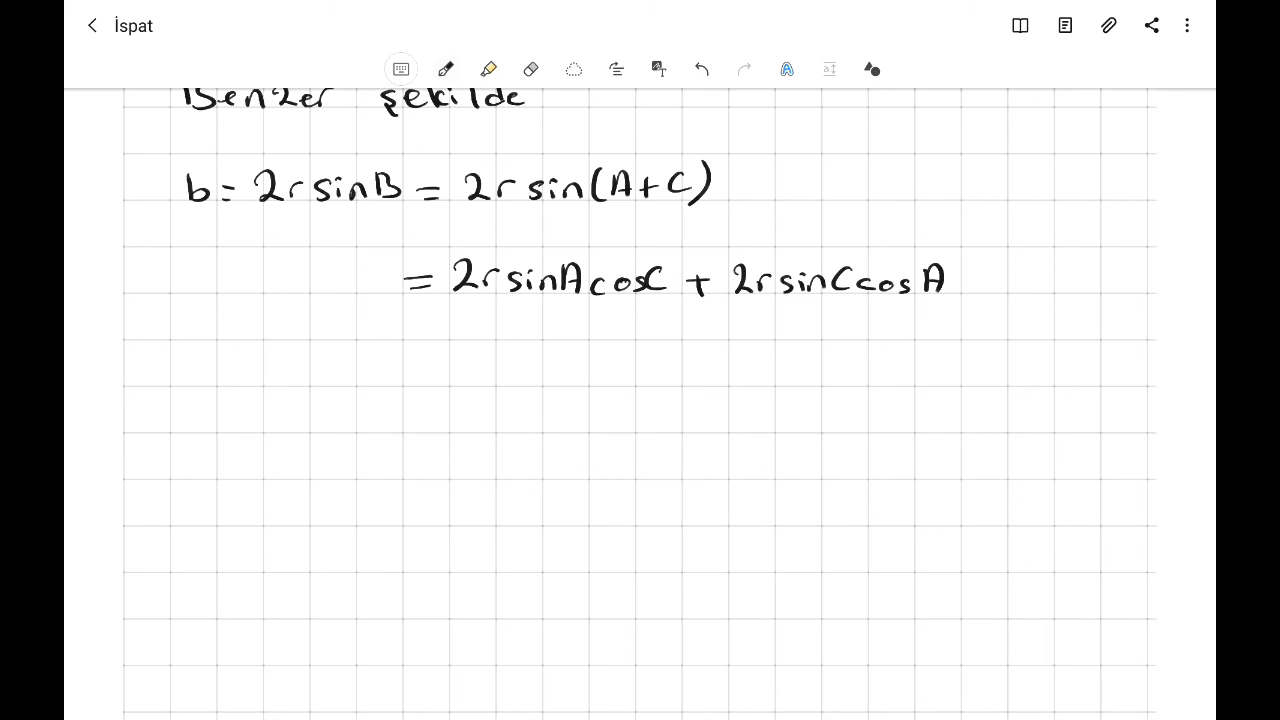 İspat
Benzer şekilde
b = 2r sinB = 2r sin(A+C)
= 2r sinA cosC + 2r sinC cosA